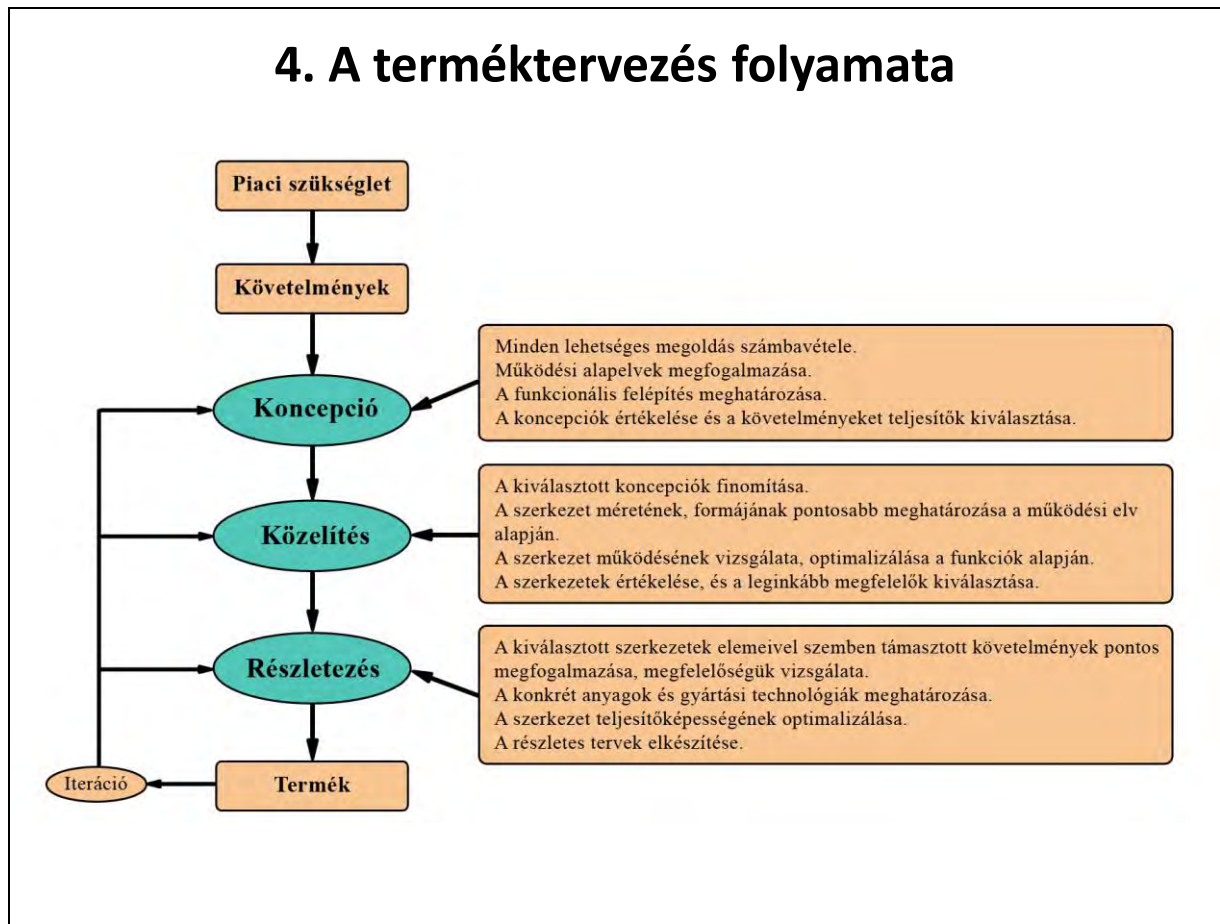 4. A terméktervezés folyamata
Piaci szükséglet
Követelmények
Koncepció
Minden lehetséges megoldás számbavétele.
Működési alapelvek megfogalmazása.
A funkcionális felépítés meghatározása.
A koncepciók értékelése és a követelményeket teljesítők kiválasztása.
Közelítés
A kiválasztott koncepciók finomítása.
A szerkezet méretének, formájának pontosabb meghatározása a működési elv
alapján.
A szerkezet működésének vizsgálata, optimalizálása a funkciók alapján.
A szerkezetek értékelése, és a leginkább megfelelők kiválasztása.
Részletezés
A kiválasztott szerkezetek elemeivel szemben támasztott követelmények pontos
megfogalmazása, megfelelőségük vizsgálata.
A konkrét anyagok és gyártási technológiák meghatározása.
A szerkezet teljesítőképességének optimalizálása.
A részletes tervek elkészítése.
Iteráció
Termék